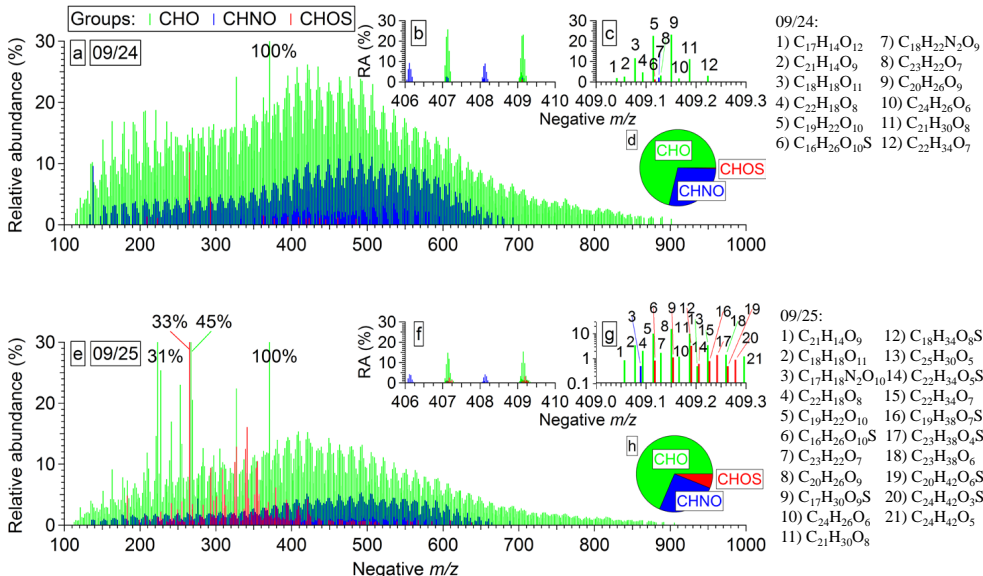 Groups: | CHO | CHNO | CHOS
a 09/24
100%
Relative abundance (%)
30
20
10
0
100 200 300 400 500 600 700 800 900 1000
b
RA (%)
30
20
10
0
406 407 408 409 410
c
1 2 3 4 5 6 7 8 9 10 11 12
409.0 409.1 409.2 409.3
Negative m/z
d
CHO
CHOS
CHNO
09/24:
1) C₁₇H₁₄O₁₂ 7) C₁₈H₂₂N₂O₉
2) C₂₁H₁₄O₉ 8) C₂₃H₂₂O₇
3) C₁₈H₁₈O₁₁ 9) C₂₀H₂₆O₉
4) C₂₂H₁₈O₈ 10) C₂₄H₂₆O₆
5) C₁₉H₂₂O₁₀ 11) C₂₁H₃₀O₈
6) C₁₆H₂₆O₁₀S 12) C₂₂H₃₄O₇
e 09/25
33% 45%
31%
100%
Relative abundance (%)
30
20
10
0
100 200 300 400 500 600 700 800 900 1000
Negative m/z
f
RA (%)
30
20
10
0
406 407 408 409 410
g
10
1
0.1
1 2 3 4 5 6 7 8 9 10 11 12 13 14 15 16 17 18 19 20 21
409.0 409.1 409.2 409.3
Negative m/z
h
CHO
CHOS
CHNO
09/25:
1) C₂₁H₁₄O₉ 12) C₁₈H₃₄O₈S
2) C₁₈H₁₈O₁₁ 13) C₂₅H₃₀O₅
3) C₁₇H₁₈N₂O₁₀ 14) C₂₂H₃₄O₅S
4) C₂₂H₁₈O₈ 15) C₂₂H₃₄O₇
5) C₁₉H₂₂O₁₀ 16) C₁₉H₃₈O₇S
6) C₁₆H₂₆O₁₀S 17) C₂₃H₃₈O₄S
7) C₂₃H₂₂O₇ 18) C₂₃H₃₈O₆
8) C₂₀H₂₆O₉ 19) C₂₀H₄₂O₆S
9) C₁₇H₃₀O₉S 20) C₂₄H₄₂O₃S
10) C₂₄H₂₆O₆ 21) C₂₄H₄₂O₅
11) C₂₁H₃₀O₈